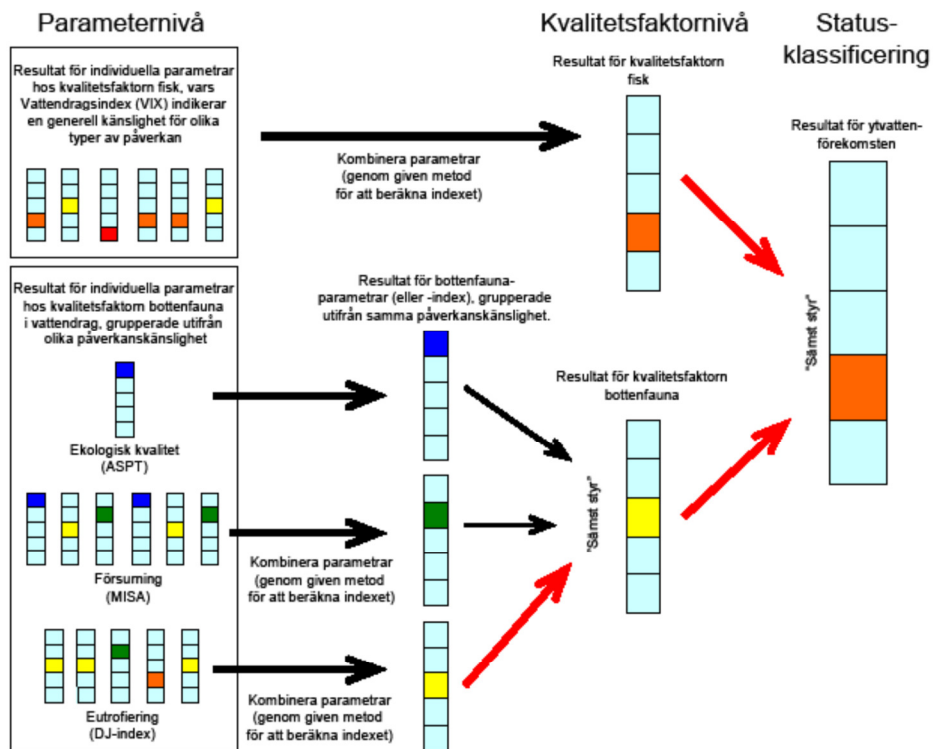 Parameternivå
Kvalitetsfaktornivå
Status-
klassificering
Resultat för individuella parametrar
hos kvalitetsfaktorn fisk, vars
Vattendragsindex (VIX) indikerar
en generell känslighet för olika
typer av påverkan
Kombinera parametrar
(genom given metod
för att beräkna indexet)
Resultat för kvalitetsfaktorn
fisk
Resultat för ytvatten-
förekomsten
"Sämst styr"
Resultat för individuella parametrar
hos kvalitetsfaktorn bottenfauna
i vattendrag, grupperade utifrån
olika påverkanskänslighet
Resultat för bottenfauna-
parametrar (eller -index), grupperade
utifrån samma påverkanskänslighet.
Ekologisk kvalitet
(ASPT)
Resultat för kvalitetsfaktorn
bottenfauna
"Sämst styr"
Försurning
(MISA)
Kombinera parametrar
(genom given metod
för att beräkna indexet)
Eutrofiering
(DJ-index)
Kombinera parametrar
(genom given metod
för att beräkna indexet)